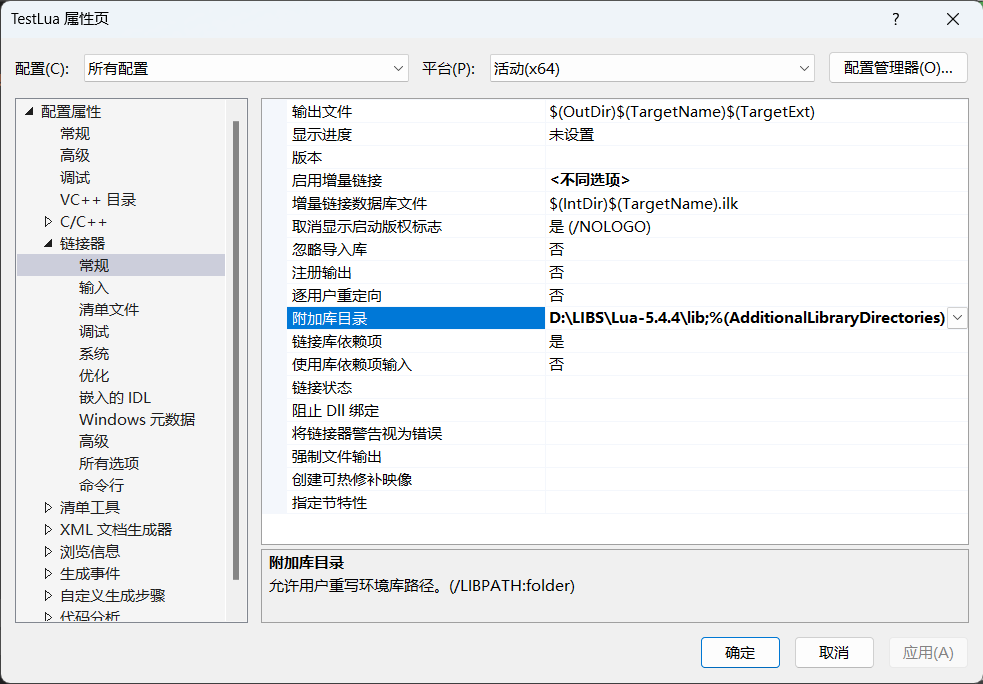 TestLua 属性页
配置(C):
所有配置
平台(P):
活动(x64)
配置管理器(O)...
配置属性
常规
高级
调试
VC++ 目录
C/C++
链接器
常规
输入
清单文件
调试
系统
优化
嵌入的 IDL
Windows 元数据
高级
所有选项
命令行
清单工具
XML 文档生成器
浏览信息
生成事件
自定义生成步骤
代码分析
输出文件 $(OutDir)$(TargetName)$(TargetExt)
显示进度 未设置
版本
启用增量链接 <不同选项>
增量链接数据库文件 $(IntDir)$(TargetName).ilk
取消显示启动版权标志 是 (/NOLOGO)
忽略导入库 否
注册输出 否
逐用户重定向 否
附加库目录 D:\LIBS\Lua-5.4.4\lib;%(AdditionalLibraryDirectories)
链接库依赖项 是
使用库依赖项输入 否
链接状态
阻止 Dll 绑定
将链接器警告视为错误
强制文件输出
创建可热修补映像
指定节特性
附加库目录
允许用户重写环境库路径。(/LIBPATH:folder)
确定
取消
应用(A)